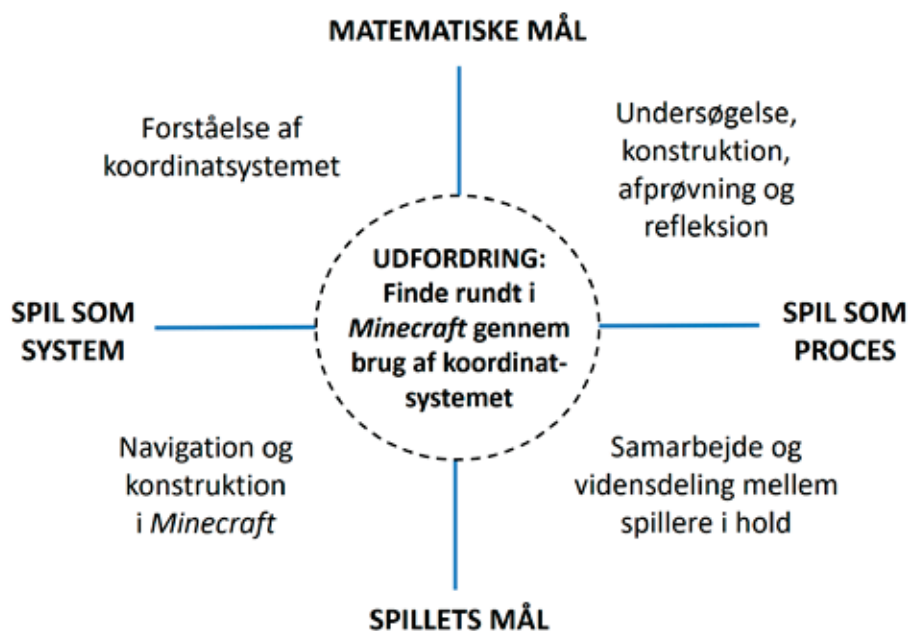 MATEMATISKE MÅL
Forståelse af
koordinatsystemet
Undersøgelse,
konstruktion,
afprøvning og
refleksion
UDFORDRING:
Finde rundt i
Minecraft gennem
brug af koordinat-
systemet
SPIL SOM
SYSTEM
SPIL SOM
PROCES
Navigation og
konstruktion
i Minecraft
Samarbejde og
vidensdeling mellem
spillere i hold
SPILLETS MÅL